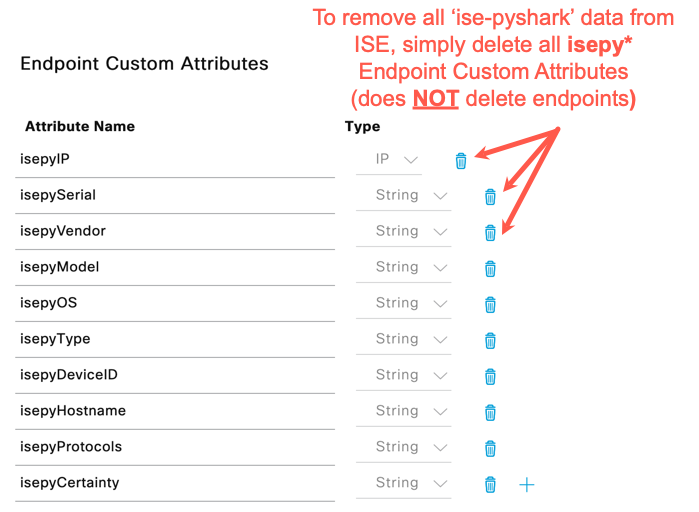 To remove all ‘ise-pyshark’ data from
ISE, simply delete all isepy*
Endpoint Custom Attributes
(does NOT delete endpoints)
Endpoint Custom Attributes
Attribute Name Type
isepyIP IP
isepySerial String
isepyVendor String
isepyModel String
isepyOS String
isepyType String
isepyDeviceID String
isepyHostname String
isepyProtocols String
isepyCertainty String